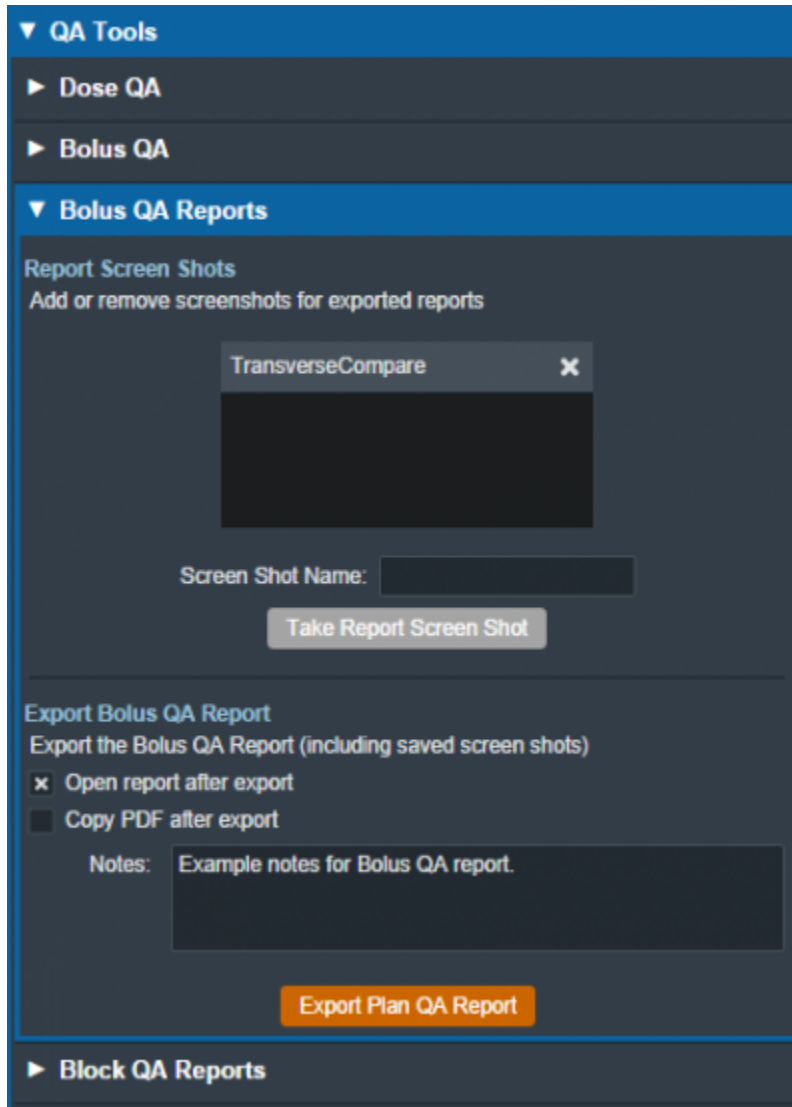 QA Tools
Dose QA
Bolus QA
Bolus QA Reports
Report Screen Shots
Add or remove screenshots for exported reports
TransverseCompare
Screen Shot Name:
Take Report Screen Shot
Export Bolus QA Report
Export the Bolus QA Report (including saved screen shots)
Open report after export
Copy PDF after export
Notes: Example notes for Bolus QA report.
Export Plan QA Report
Block QA Reports